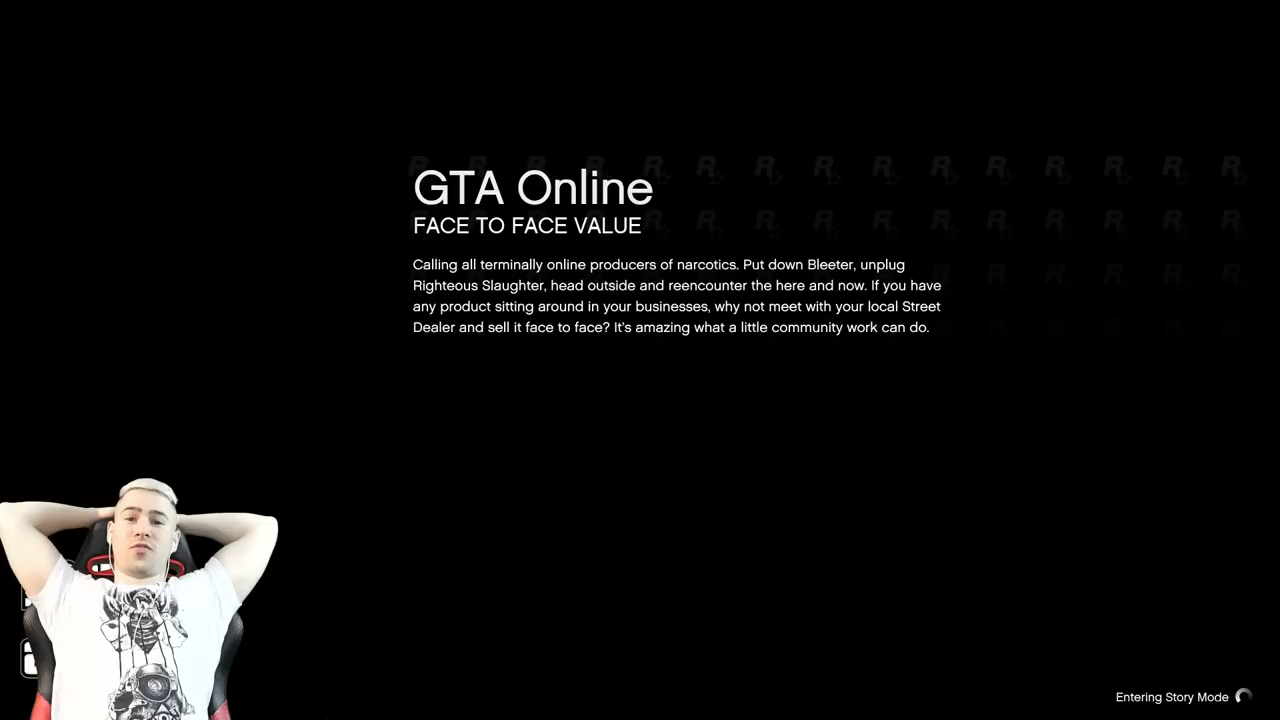 GTA Online
FACE TO FACE VALUE
Calling all terminally online producers of narcotics. Put down Bleeter, unplug
Righteous Slaughter, head outside and reencounter the here and now. If you have
any product sitting around in your businesses, why not meet with your local Street
Dealer and sell it face to face? It's amazing what a little community work can do.
Entering Story Mode